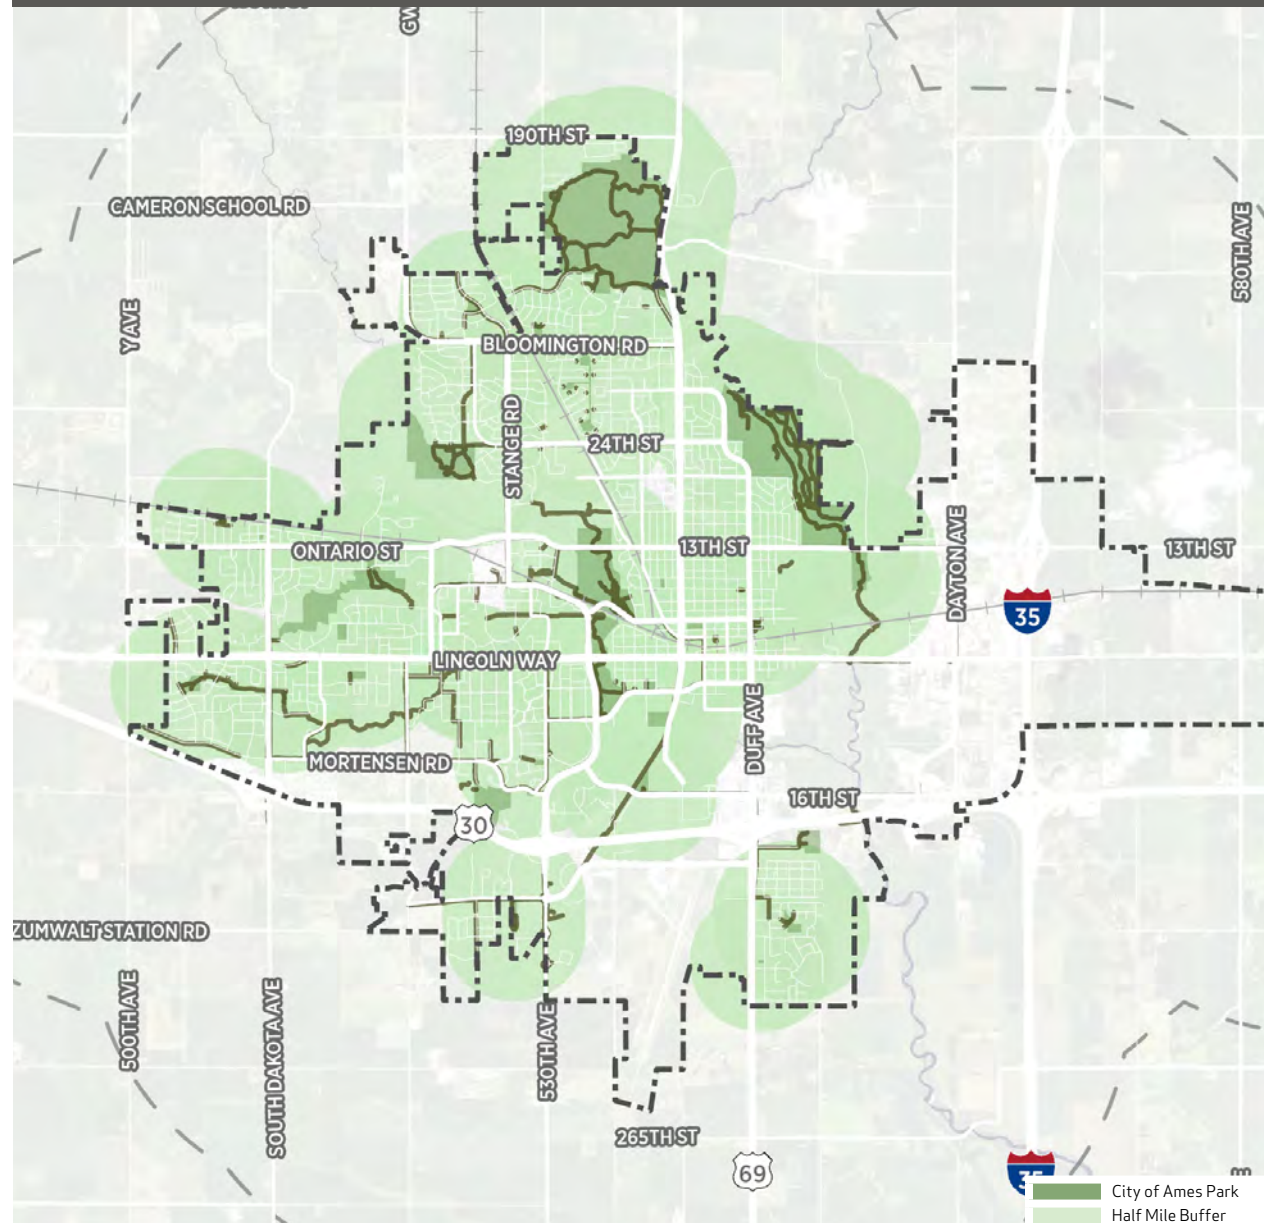 GW
190TH ST
CAMERON SCHOOL RD
580TH AVE
Y AVE
BLOOMINGTON RD
STANGE RD
24TH ST
ONTARIO ST
13TH ST
13TH ST
DAYTON AVE
35
LINCOLN WAY
DUFF AVE
MORTENSEN RD
16TH ST
30
ZUMWALT STATION RD
500TH AVE
SOUTH DAKOTA AVE
530TH AVE
265TH ST
69
35
City of Ames Park
Half Mile Buffer